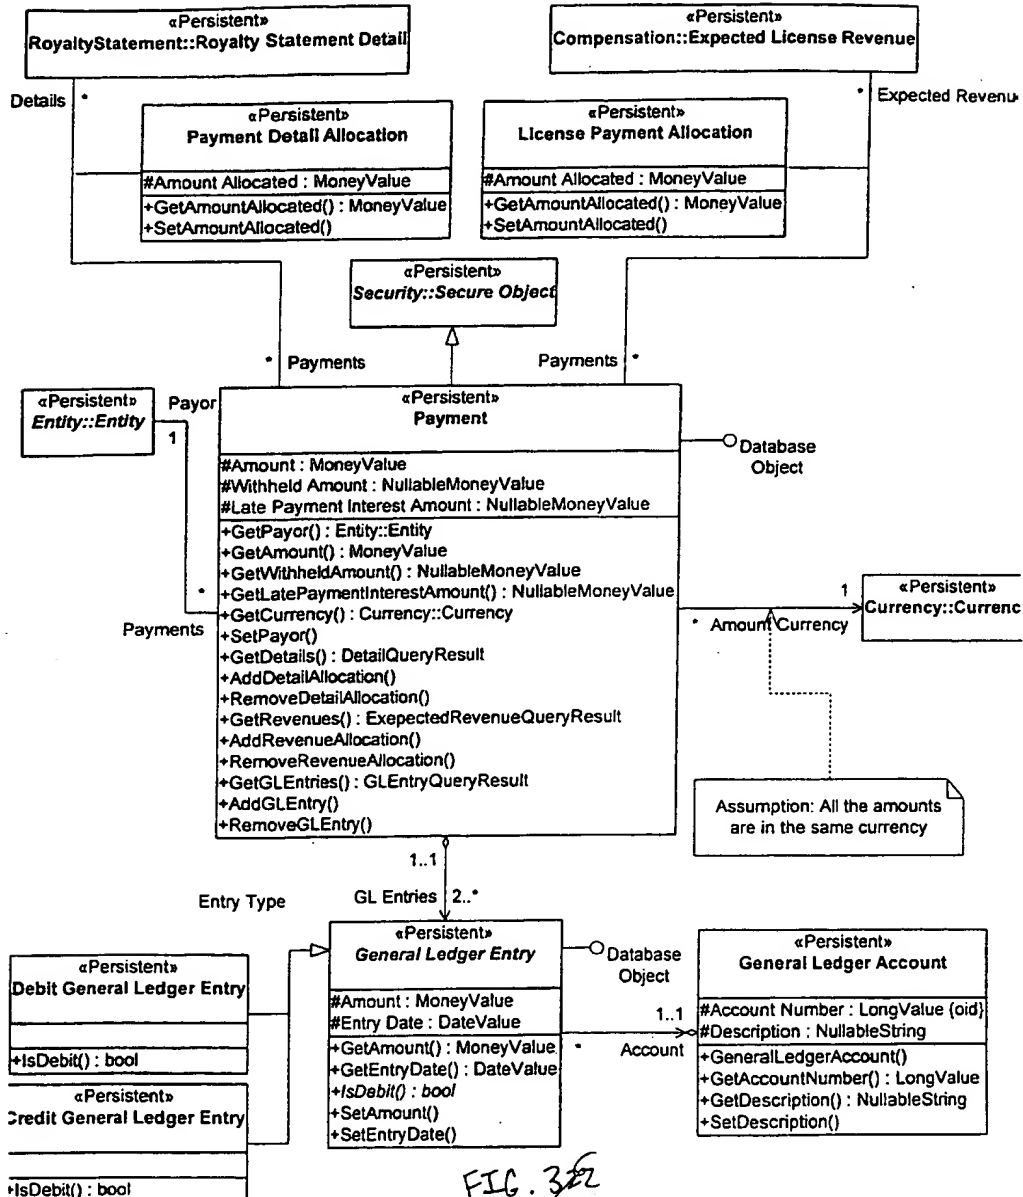 «Persistent»
RoyaltyStatement::Royalty Statement Detail
«Persistent»
Compensation::Expected License Revenue
Details *
* Expected Revenu
«Persistent»
Payment Detail Allocation
#Amount Allocated : MoneyValue
+GetAmountAllocated() : MoneyValue
+SetAmountAllocated()
«Persistent»
License Payment Allocation
#Amount Allocated : MoneyValue
+GetAmountAllocated() : MoneyValue
+SetAmountAllocated()
«Persistent»
Security::Secure Object
* Payments
Payments *
«Persistent»
Entity::Entity
Payor
1
«Persistent»
Payment
#Amount : MoneyValue
#Withheld Amount : NullableMoneyValue
#Late Payment Interest Amount : NullableMoneyValue
+GetPayor() : Entity::Entity
+GetAmount() : MoneyValue
+GetWithheldAmount() : NullableMoneyValue
+GetLatePaymentInterestAmount() : NullableMoneyValue
+GetCurrency() : Currency::Currency
+SetPayor()
+GetDetails() : DetailQueryResult
+AddDetailAllocation()
+RemoveDetailAllocation()
+GetRevenues() : ExepectedRevenueQueryResult
+AddRevenueAllocation()
+RemoveRevenueAllocation()
+GetGLEntries() : GLEntryQueryResult
+AddGLEntry()
+RemoveGLEntry()
Database
Object
*
Payments
1
* Amount Currency
«Persistent»
Currency::Currenc
Assumption: All the amounts
are in the same currency
1..1
GL Entries 2..*
Entry Type
«Persistent»
General Ledger Entry
#Amount : MoneyValue
#Entry Date : DateValue
+GetAmount() : MoneyValue
+GetEntryDate() : DateValue
+IsDebit() : bool
+SetAmount()
+SetEntryDate()
Database
Object
1..1
* Account
«Persistent»
General Ledger Account
#Account Number : LongValue {oid}
#Description : NullableString
+GeneralLedgerAccount()
+GetAccountNumber() : LongValue
+GetDescription() : NullableString
+SetDescription()
«Persistent»
Debit General Ledger Entry
+IsDebit() : bool
«Persistent»
Credit General Ledger Entry
+IsDebit() : bool
FIG.